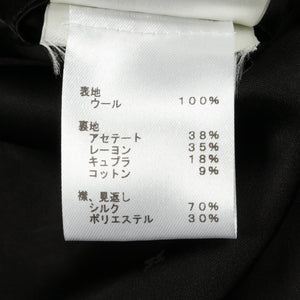 表地
ウール 100%
裏地
アセテート 38%
レーヨン 35%
キュプラ 18%
コットン 9%
襟、見返し
シルク 70%
ポリエステル 30%